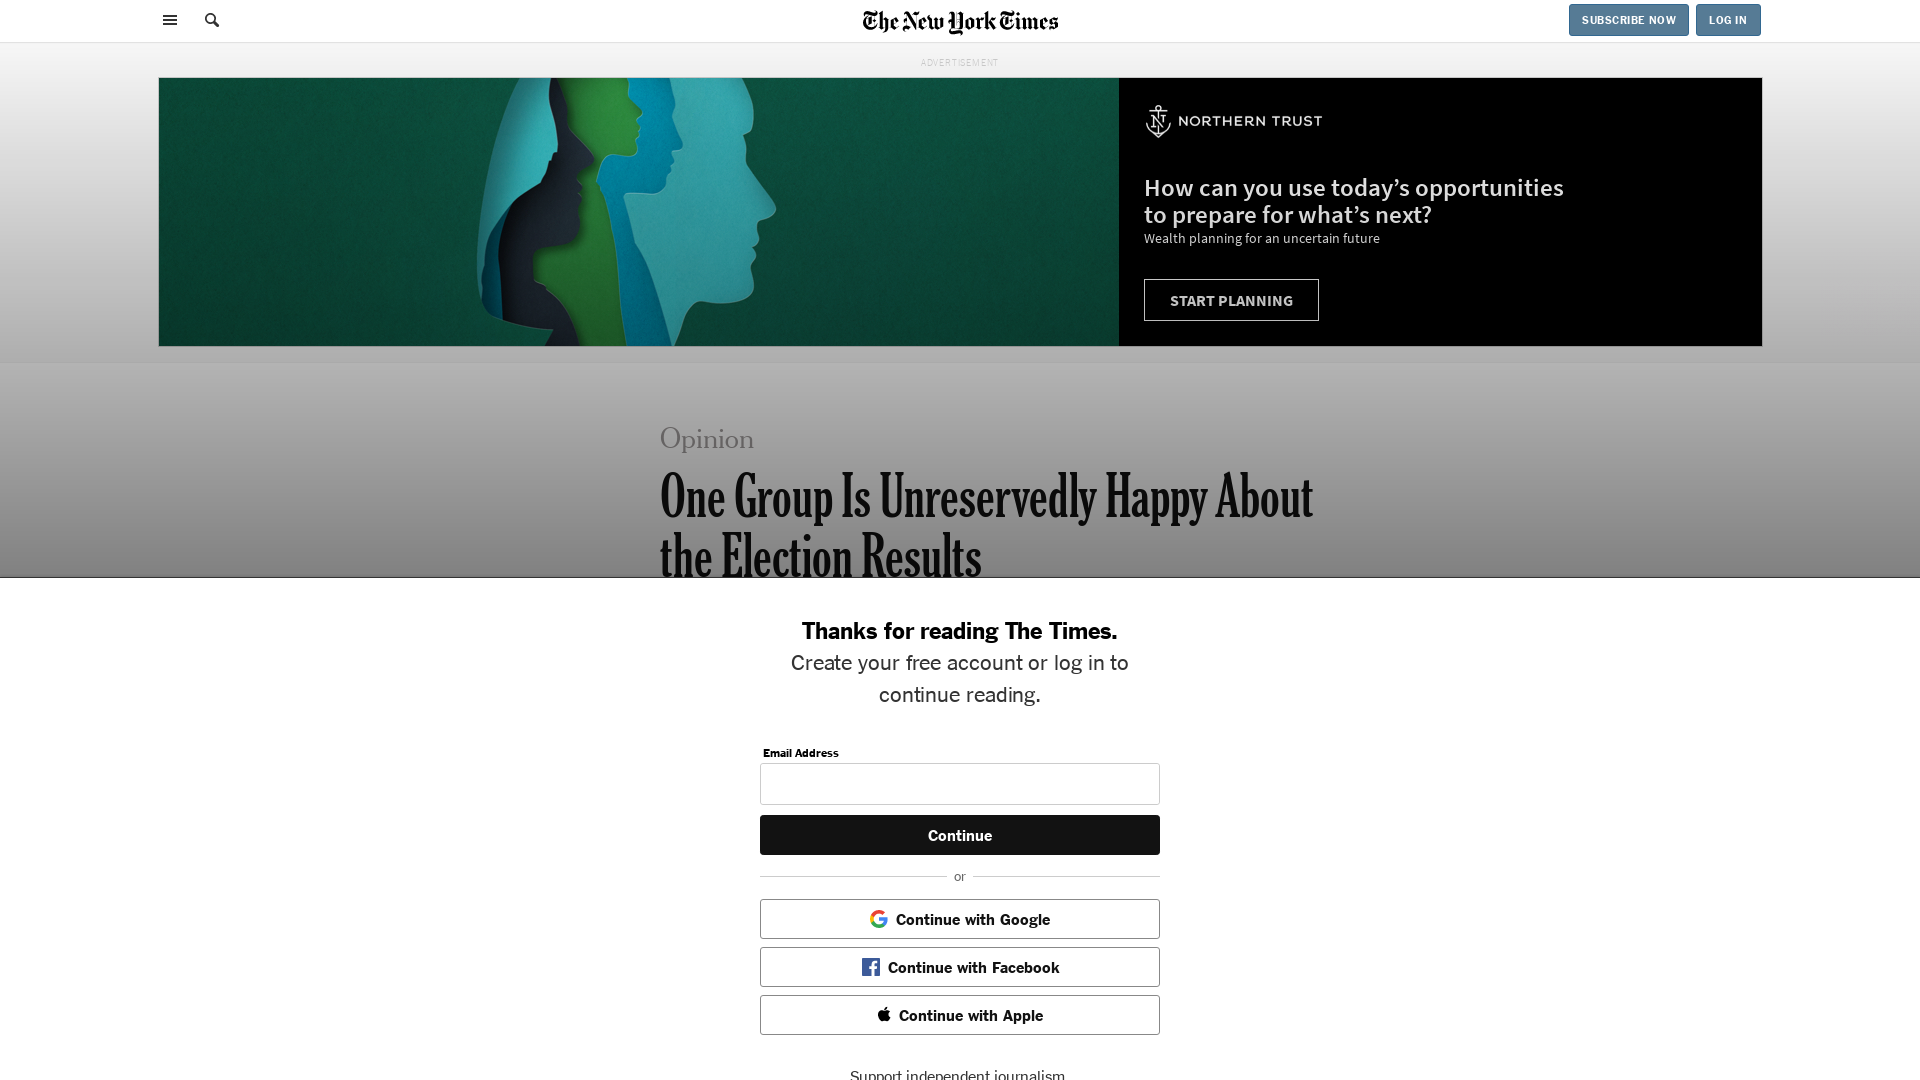 The New York Times
SUBSCRIBE NOW
LOG IN
ADVERTISEMENT
NORTHERN TRUST
How can you use today’s opportunities
to prepare for what’s next?
Wealth planning for an uncertain future
START PLANNING
Opinion
One Group Is Unreservedly Happy About
the Election Results
Thanks for reading The Times.
Create your free account or log in to
continue reading.
Email Address
Continue
or
Continue with Google
Continue with Facebook
Continue with Apple
Support independent journalism